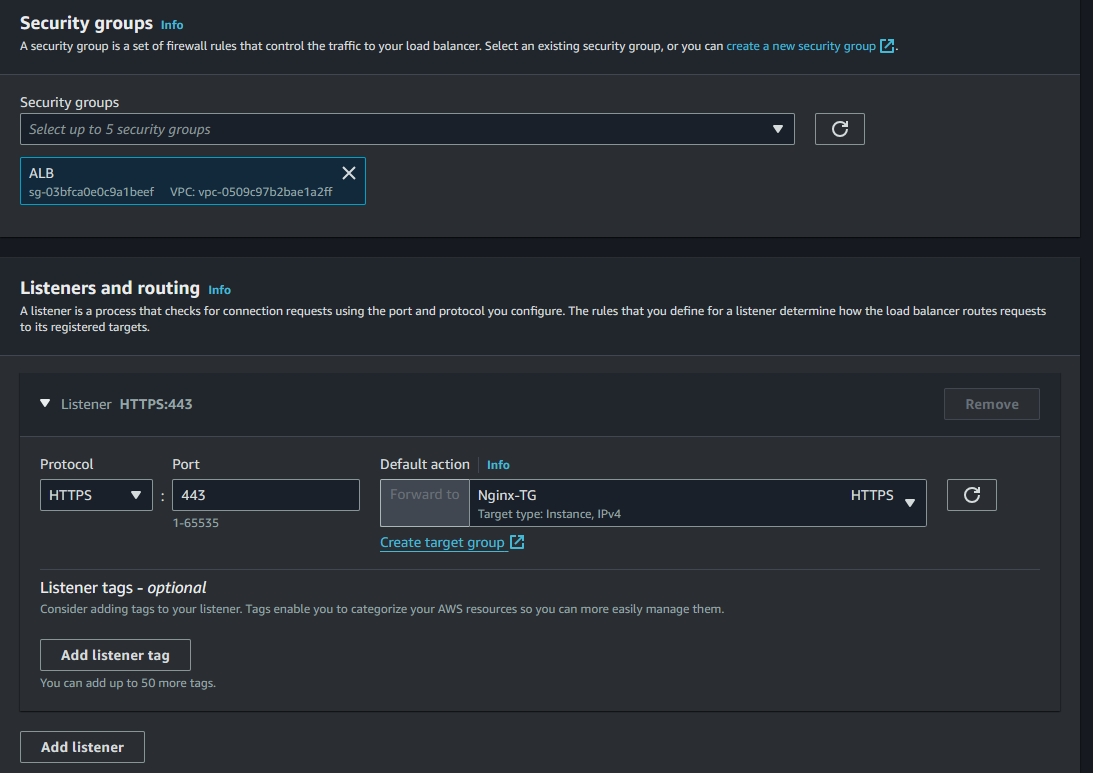 Security groups Info
A security group is a set of firewall rules that control the traffic to your load balancer. Select an existing security group, or you can create a new security group.
Security groups
Select up to 5 security groups
ALB
sg-03bfca0e0c9a1beef VPC: vpc-0509c97b2bae1a2ff
Listeners and routing Info
A listener is a process that checks for connection requests using the port and protocol you configure. The rules that you define for a listener determine how the load balancer routes requests
to its registered targets.
Listener HTTPS:443
Remove
Protocol Port Default action Info
HTTPS : 443 Forward to Nginx-TG HTTPS
Target type: Instance, IPv4
1-65535
Create target group
Listener tags - optional
Consider adding tags to your listener. Tags enable you to categorize your AWS resources so you can more easily manage them.
Add listener tag
You can add up to 50 more tags.
Add listener